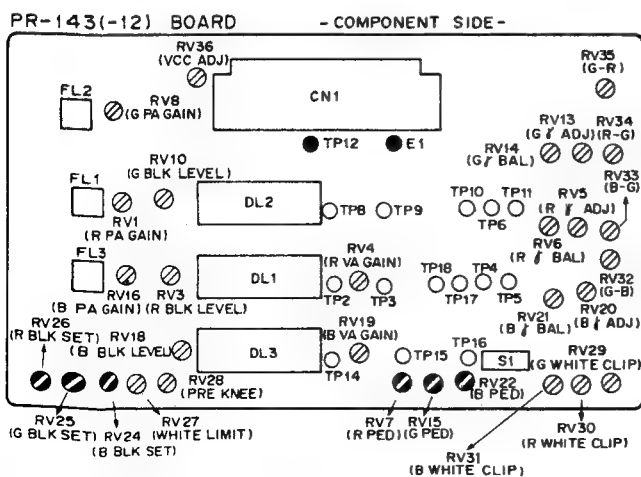 PR-143(-12) BOARD -COMPONENT SIDE-
RV36
(VCC ADJ)
RV35
(G-R)
FL2
RV8
(G PA GAIN)
CN1
RV13
(G γ ADJ)
RV34
(R-G)
TP12
E1
RV14
(G γ BAL)
RV33
(B-G)
RV10
(G BLK LEVEL)
FL1
DL2
TP8
TP9
TP10
TP11
TP6
RV5
(R γ ADJ)
RV1
(R PA GAIN)
RV6
(R γ BAL)
FL3
RV4
(R VA GAIN)
DL1
TP2
TP3
TP18
TP4
TP17
TP5
RV32
(G-B)
RV16
(B PA GAIN)
RV3
(R BLK LEVEL)
RV21
(B γ BAL)
RV20
(B γ ADJ)
RV26
(R BLK SET)
RV18
(B BLK LEVEL)
RV19
(B VA GAIN)
DL3
TP14
TP15
TP16
S1
RV29
(G WHITE CLIP)
RV28
(PRE KNEE)
RV22
(B PED)
RV25
(G BLK SET)
RV24
(B BLK SET)
RV27
(WHITE LIMIT)
RV7
(R PED)
RV15
(G PED)
RV30
(R WHITE CLIP)
RV31
(B WHITE CLIP)